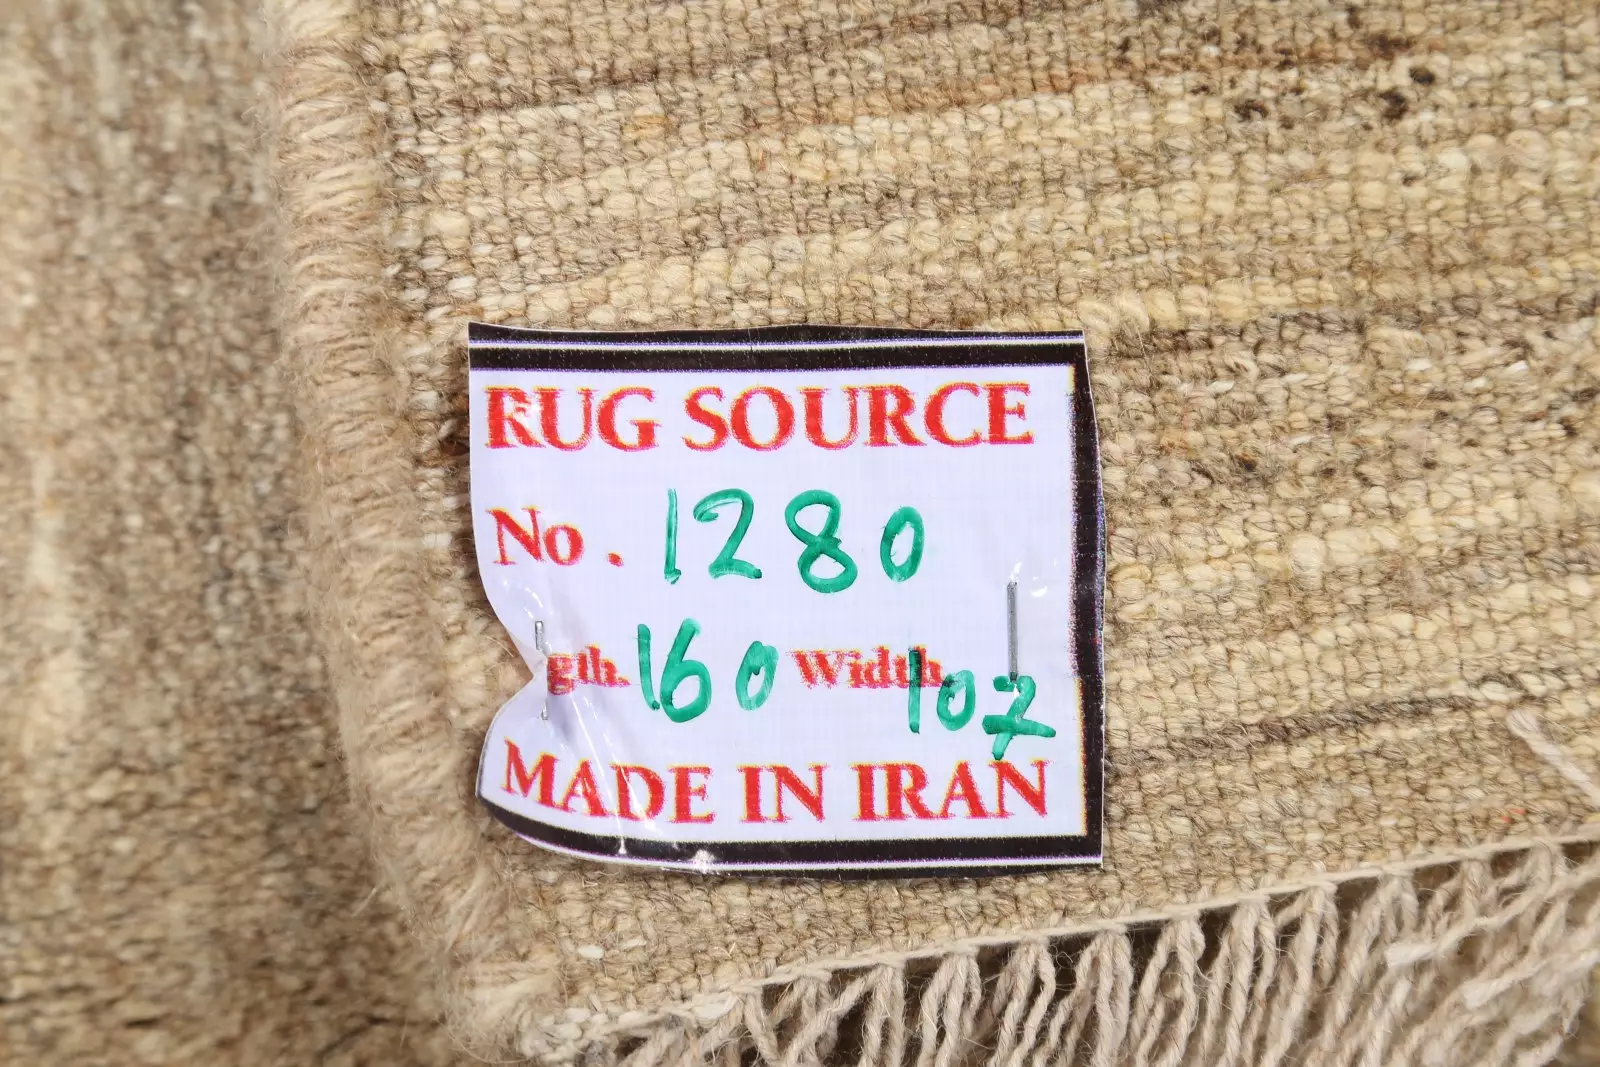 RUG SOURCE
No. 1280
gth. 160 Width 107
MADE IN IRAN